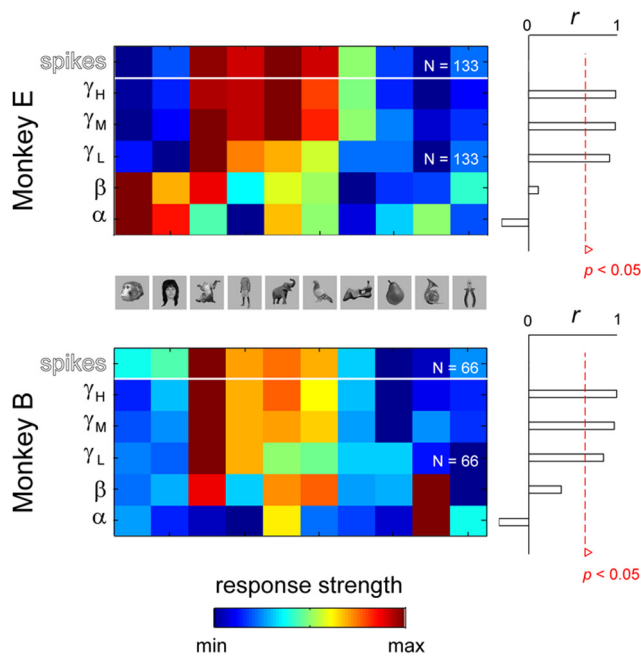 0 r 1
Monkey E
spikes N = 133
γH
γM
γL N = 133
β
α
p < 0.05
0 r 1
Monkey B
spikes N = 66
γH
γM
γL N = 66
β
α
p < 0.05
response strength
min max